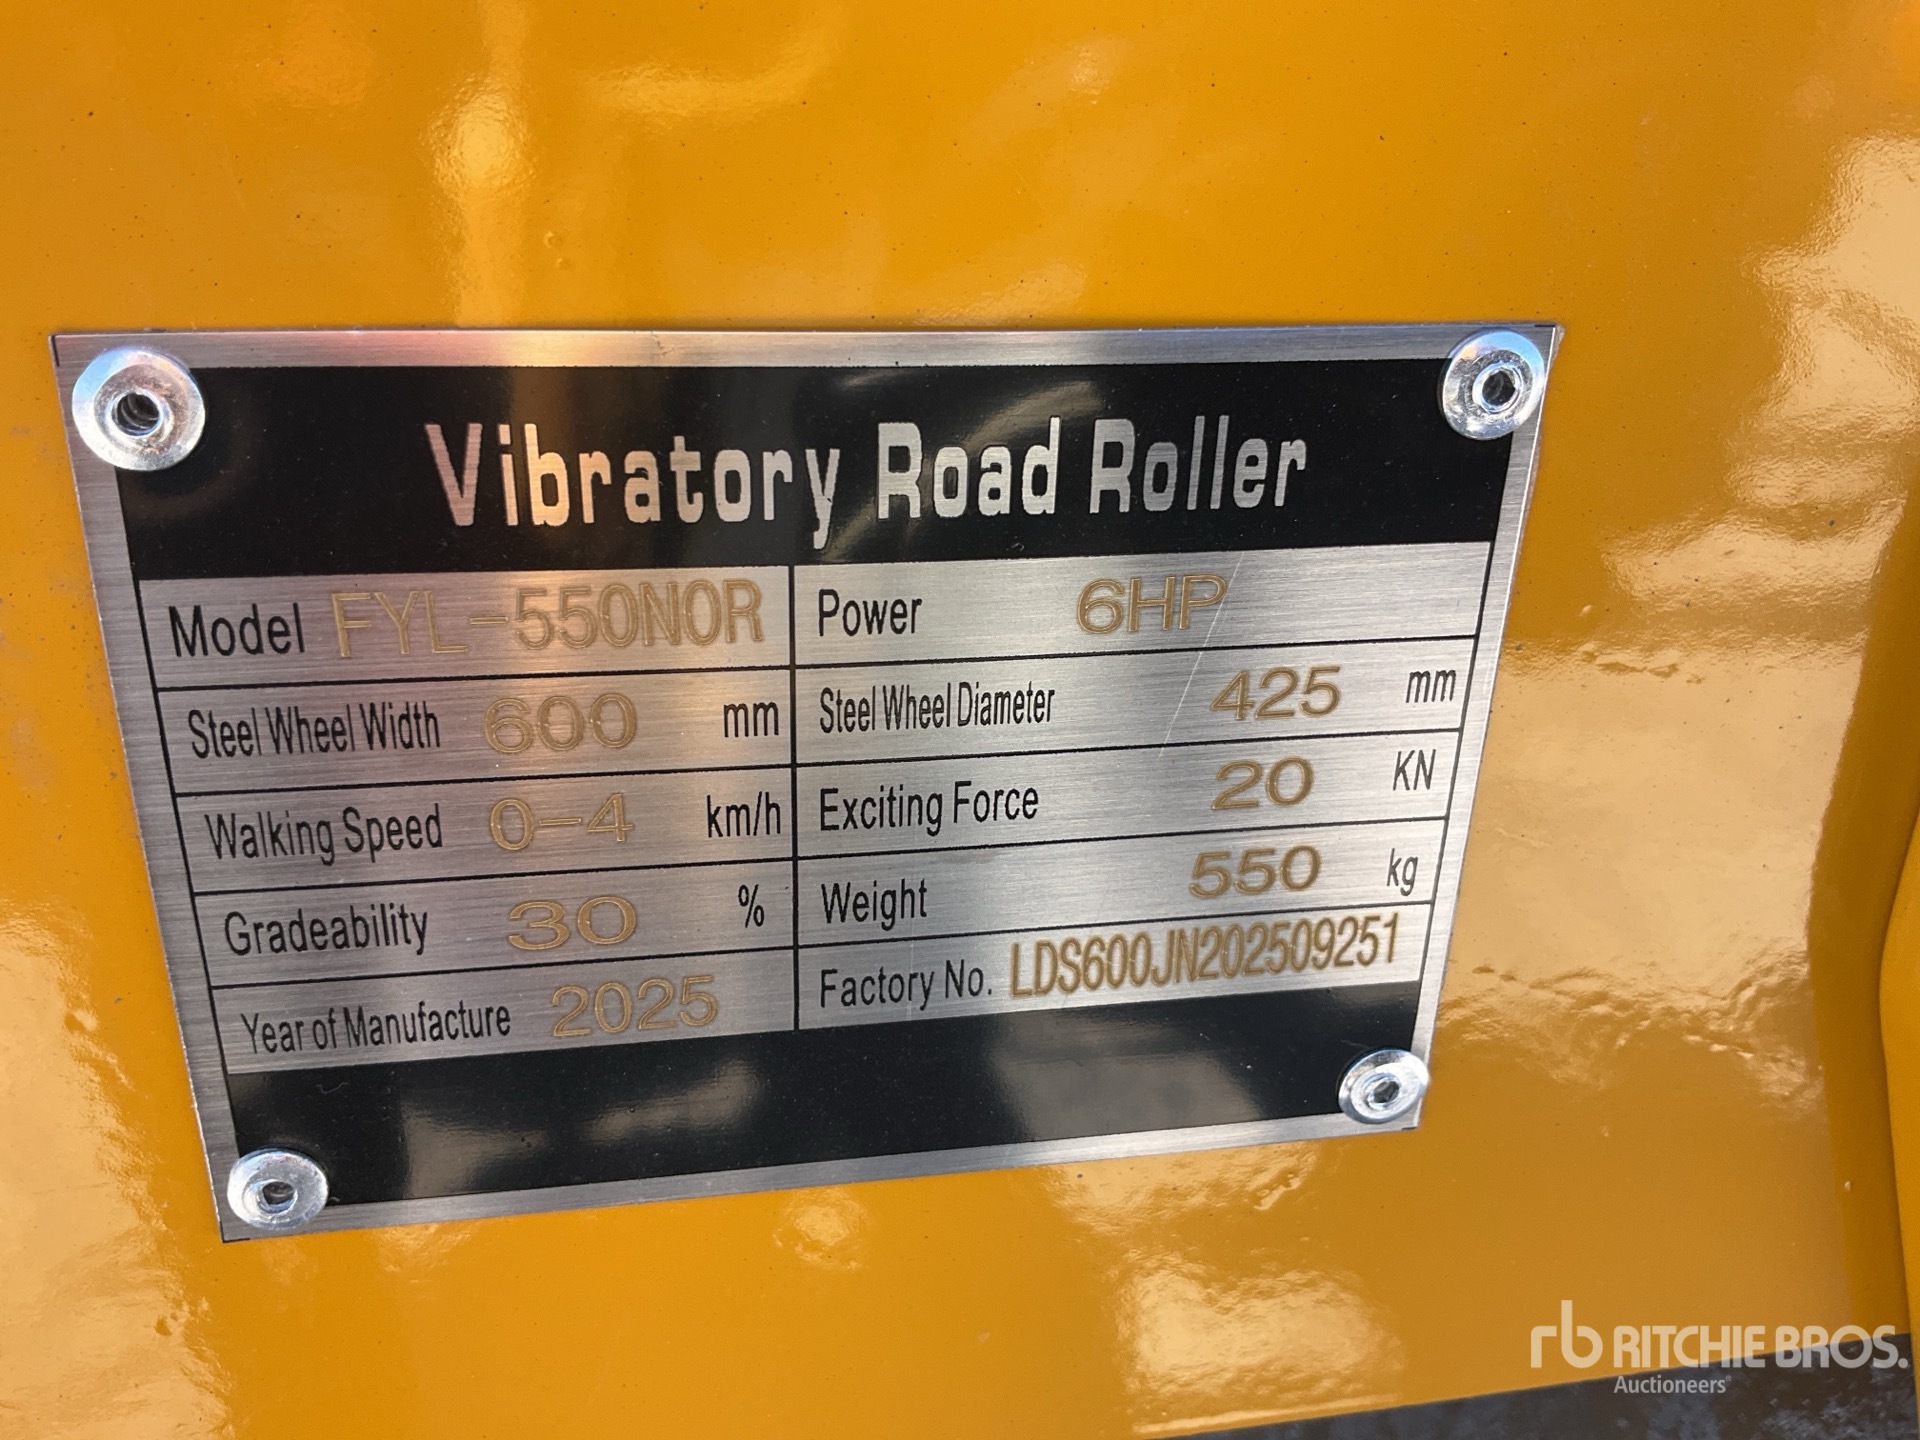 Vibratory Road Roller
Model FYL-550NOR Power 6HP
Steel Wheel Width 600 mm Steel Wheel Diameter 425 mm
Walking Speed 0-4 km/h Exciting Force 20 KN
Gradeability 30 % Weight 550 kg
Year of Manufacture 2025 Factory No. LDS600JN202509251
rb RITCHIE BROS.
Auctioneers